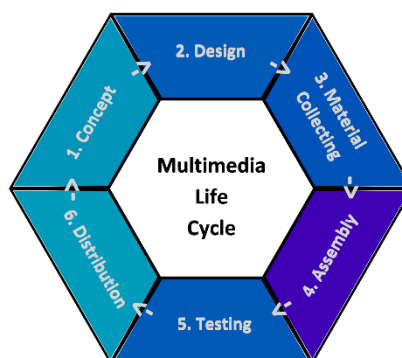 1. Concept
2. Design
3. Material
Collecting
4. Assembly
5. Testing
6. Distribution
Multimedia
Life
Cycle